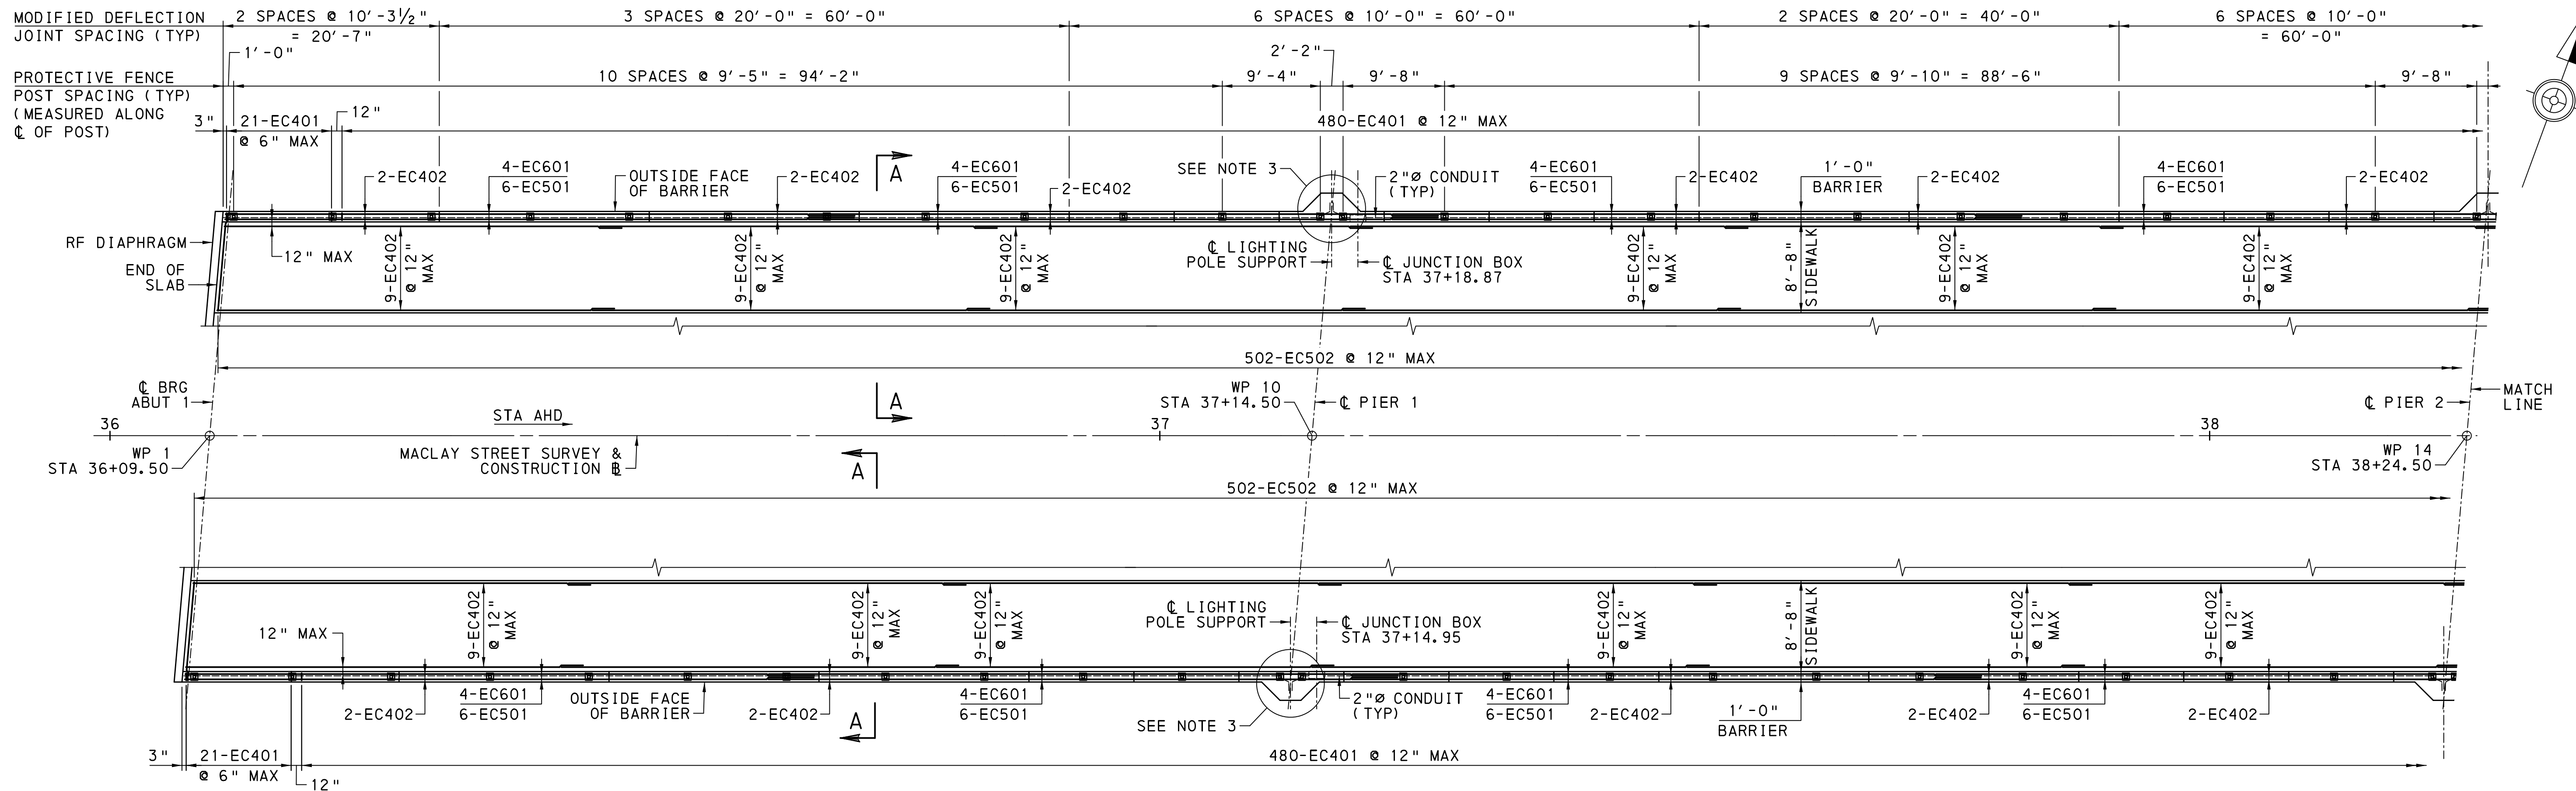 MODIFIED DEFLECTION
JOINT SPACING (TYP)
2 SPACES @ 10'-3½"
= 20'-7"
3 SPACES @ 20'-0" = 60'-0"
6 SPACES @ 10'-0" = 60'-0"
2 SPACES @ 20'-0" = 40'-0"
6 SPACES @ 10'-0"
= 60'-0"
1'-0"
2'-2"
PROTECTIVE FENCE
POST SPACING (TYP)
(MEASURED ALONG
℄ OF POST)
10 SPACES @ 9'-5" = 94'-2"
9'-4"
9'-8"
9 SPACES @ 9'-10" = 88'-6"
9'-8"
3"
21-EC401
@ 6" MAX
12"
480-EC401 @ 12" MAX
2-EC402
4-EC601
6-EC501
OUTSIDE FACE
OF BARRIER
2-EC402
A
4-EC601
6-EC501
2-EC402
SEE NOTE 3
2"Ø CONDUIT
(TYP)
4-EC601
6-EC501
2-EC402
1'-0"
BARRIER
2-EC402
4-EC601
6-EC501
2-EC402
RF DIAPHRAGM
END OF
SLAB
12" MAX
9-EC402
@ 12"
MAX
9-EC402
@ 12"
MAX
9-EC402
@ 12"
MAX
℄ LIGHTING
POLE SUPPORT
℄ JUNCTION BOX
STA 37+18.87
9-EC402
@ 12"
MAX
8'-8"
SIDEWALK
9-EC402
@ 12"
MAX
9-EC402
@ 12"
MAX
502-EC502 @ 12" MAX
℄ BRG
ABUT 1
A
WP 10
STA 37+14.50
℄ PIER 1
℄ PIER 2
MATCH
LINE
36
STA AHD
37
38
WP 1
STA 36+09.50
MACLAY STREET SURVEY &
CONSTRUCTION ⅊
A
WP 14
STA 38+24.50
502-EC502 @ 12" MAX
12" MAX
9-EC402
@ 12"
MAX
9-EC402
@ 12"
MAX
9-EC402
@ 12"
MAX
℄ LIGHTING
POLE SUPPORT
℄ JUNCTION BOX
STA 37+14.95
9-EC402
@ 12"
MAX
8'-8"
SIDEWALK
9-EC402
@ 12"
MAX
9-EC402
@ 12"
MAX
2-EC402
4-EC601
6-EC501
OUTSIDE FACE
OF BARRIER
2-EC402
A
4-EC601
6-EC501
SEE NOTE 3
2"Ø CONDUIT
(TYP)
4-EC601
6-EC501
2-EC402
1'-0"
BARRIER
2-EC402
4-EC601
6-EC501
2-EC402
3"
21-EC401
@ 6" MAX
12"
480-EC401 @ 12" MAX